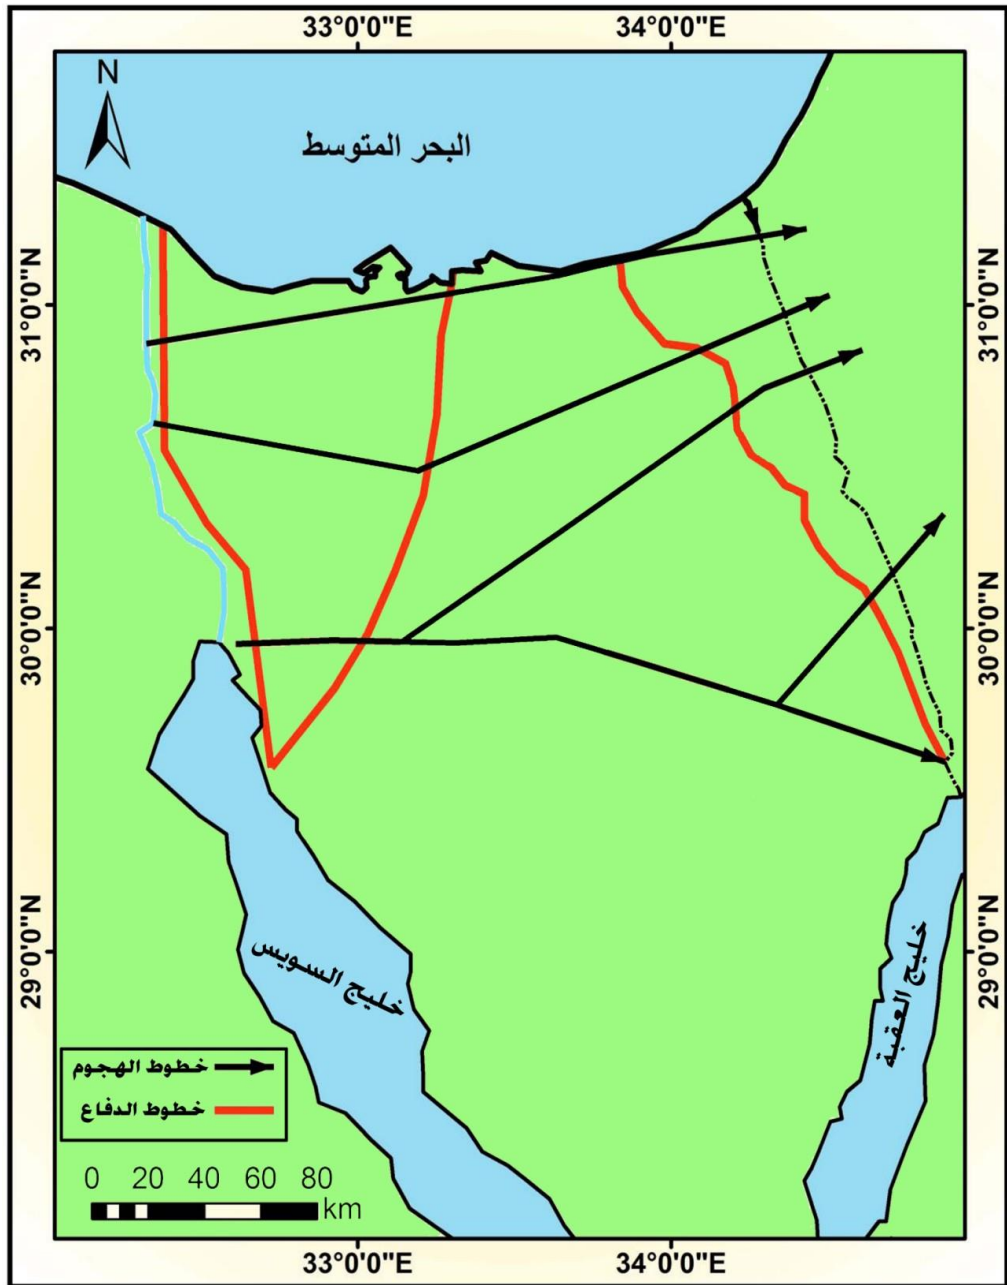 33°0'0"E
34°0'0"E
N
البحر المتوسط
31°0'0"N
31°0'0"N
30°0'0"N
30°0'0"N
29°0'0"N
29°0'0"N
خليج السويس
خليج العقبة
خطوط الهجوم
خطوط الدفاع
0 20 40 60 80
km
33°0'0"E
34°0'0"E